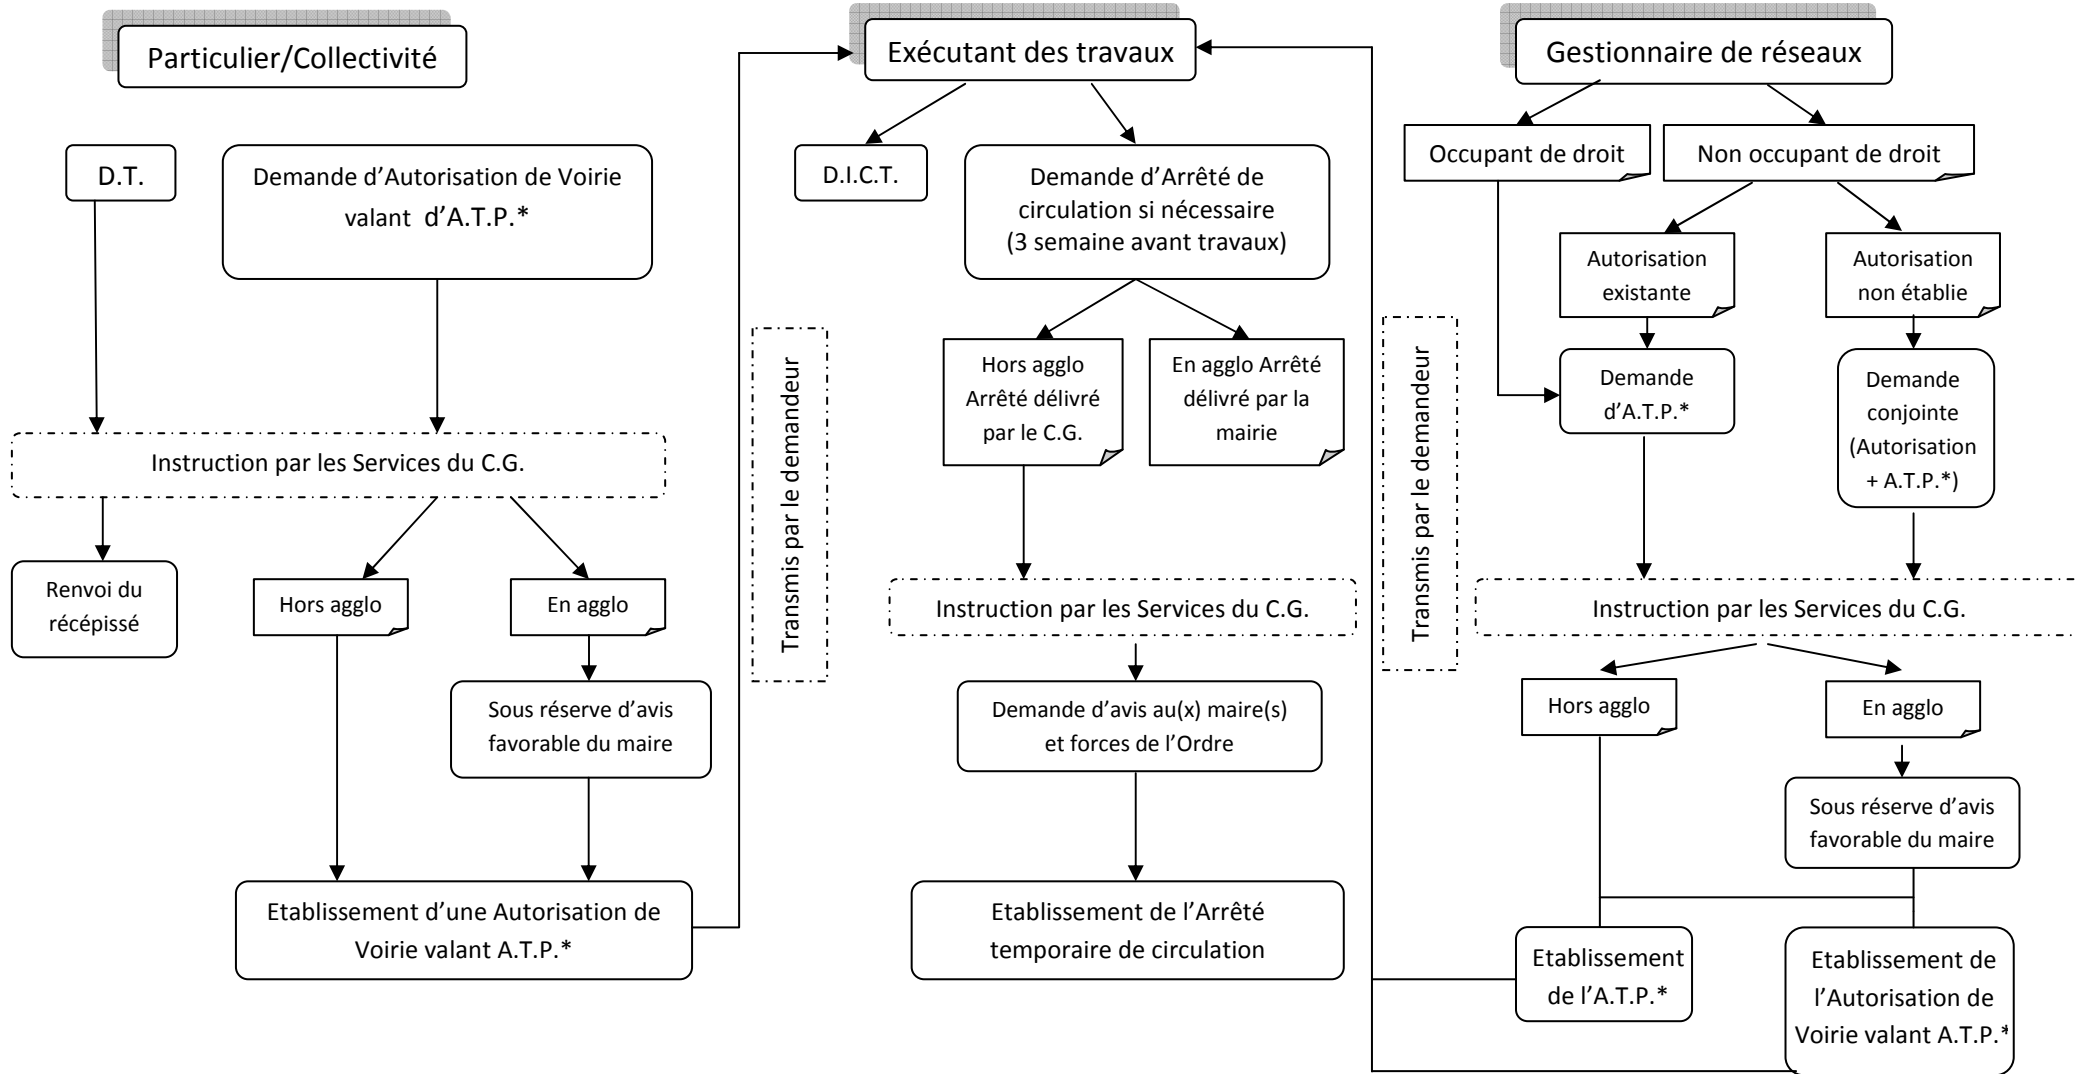 Particulier/Collectivité
D.T.
Demande d'Autorisation de Voirie
valant d'A.T.P.*
Instruction par les Services du C.G.
Renvoi du
récépissé
Hors agglo
En agglo
Sous réserve d'avis
favorable du maire
Etablissement d'une Autorisation de
Voirie valant A.T.P.*
Transmis par le demandeur
Exécutant des travaux
D.I.C.T.
Demande d'Arrêté de
circulation si nécessaire
(3 semaine avant travaux)
Hors agglo
Arrêté délivré
par le C.G.
En agglo Arrêté
délivré par la
mairie
Instruction par les Services du C.G.
Demande d'avis au(x) maire(s)
et forces de l'Ordre
Etablissement de l'Arrêté
temporaire de circulation
Transmis par le demandeur
Gestionnaire de réseaux
Occupant de droit
Non occupant de droit
Autorisation
existante
Autorisation
non établie
Demande
d'A.T.P.*
Demande
conjointe
(Autorisation
+ A.T.P.*)
Instruction par les Services du C.G.
Hors agglo
En agglo
Sous réserve d'avis
favorable du maire
Etablissement
de l'A.T.P.*
Etablissement de
l'Autorisation de
Voirie valant A.T.P.*